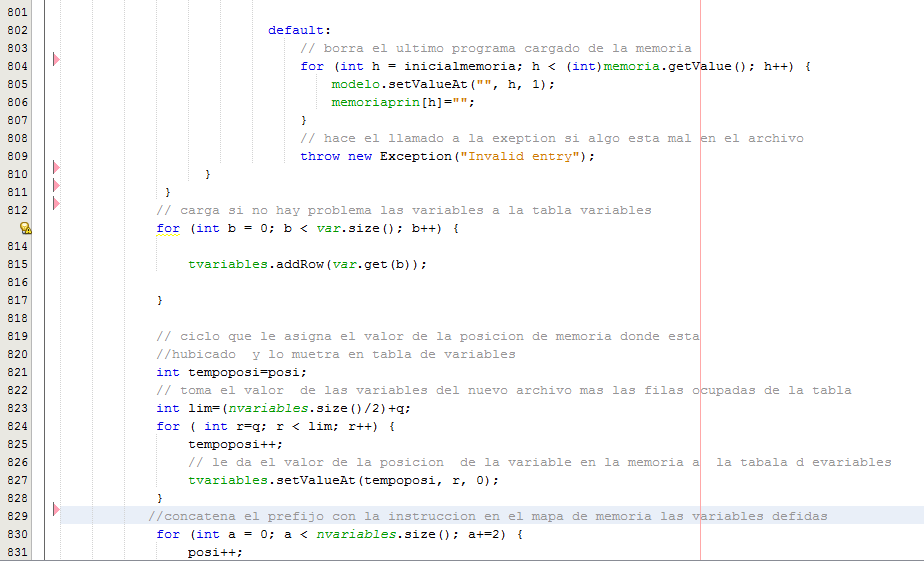 801
802 default:
803 // borra el ultimo programa cargado de la memoria
804 for (int h = inicialmemoria; h < (int)memoria.getValue(); h++) {
805 modelo.setValueAt("", h, 1);
806 memoriaprin[h]="";
807 }
808 // hace el llamado a la exeption si algo esta mal en el archivo
809 throw new Exception("Invalid entry");
810 }
811 }
812 // carga si no hay problema las variables a la tabla variables
for (int b = 0; b < var.size(); b++) {
814
815 tvariables.addRow(var.get(b));
816
817 }
818
819 // ciclo que le asigna el valor de la posicion de memoria donde esta
820 //hubicado y lo muetra en tabla de variables
821 int tempoposi=posi;
822 // toma el valor de las variables del nuevo archivo mas las filas ocupadas de la tabla
823 int lim=(nvariables.size()/2)+q;
824 for ( int r=q; r < lim; r++) {
825 tempoposi++;
826 // le da el valor de la posicion de la variable en la memoria a la tabala d evariables
827 tvariables.setValueAt(tempoposi, r, 0);
828 }
829 //concatena el prefijo con la instruccion en el mapa de memoria las variables defidas
830 for (int a = 0; a < nvariables.size(); a+=2) {
831 posi++;